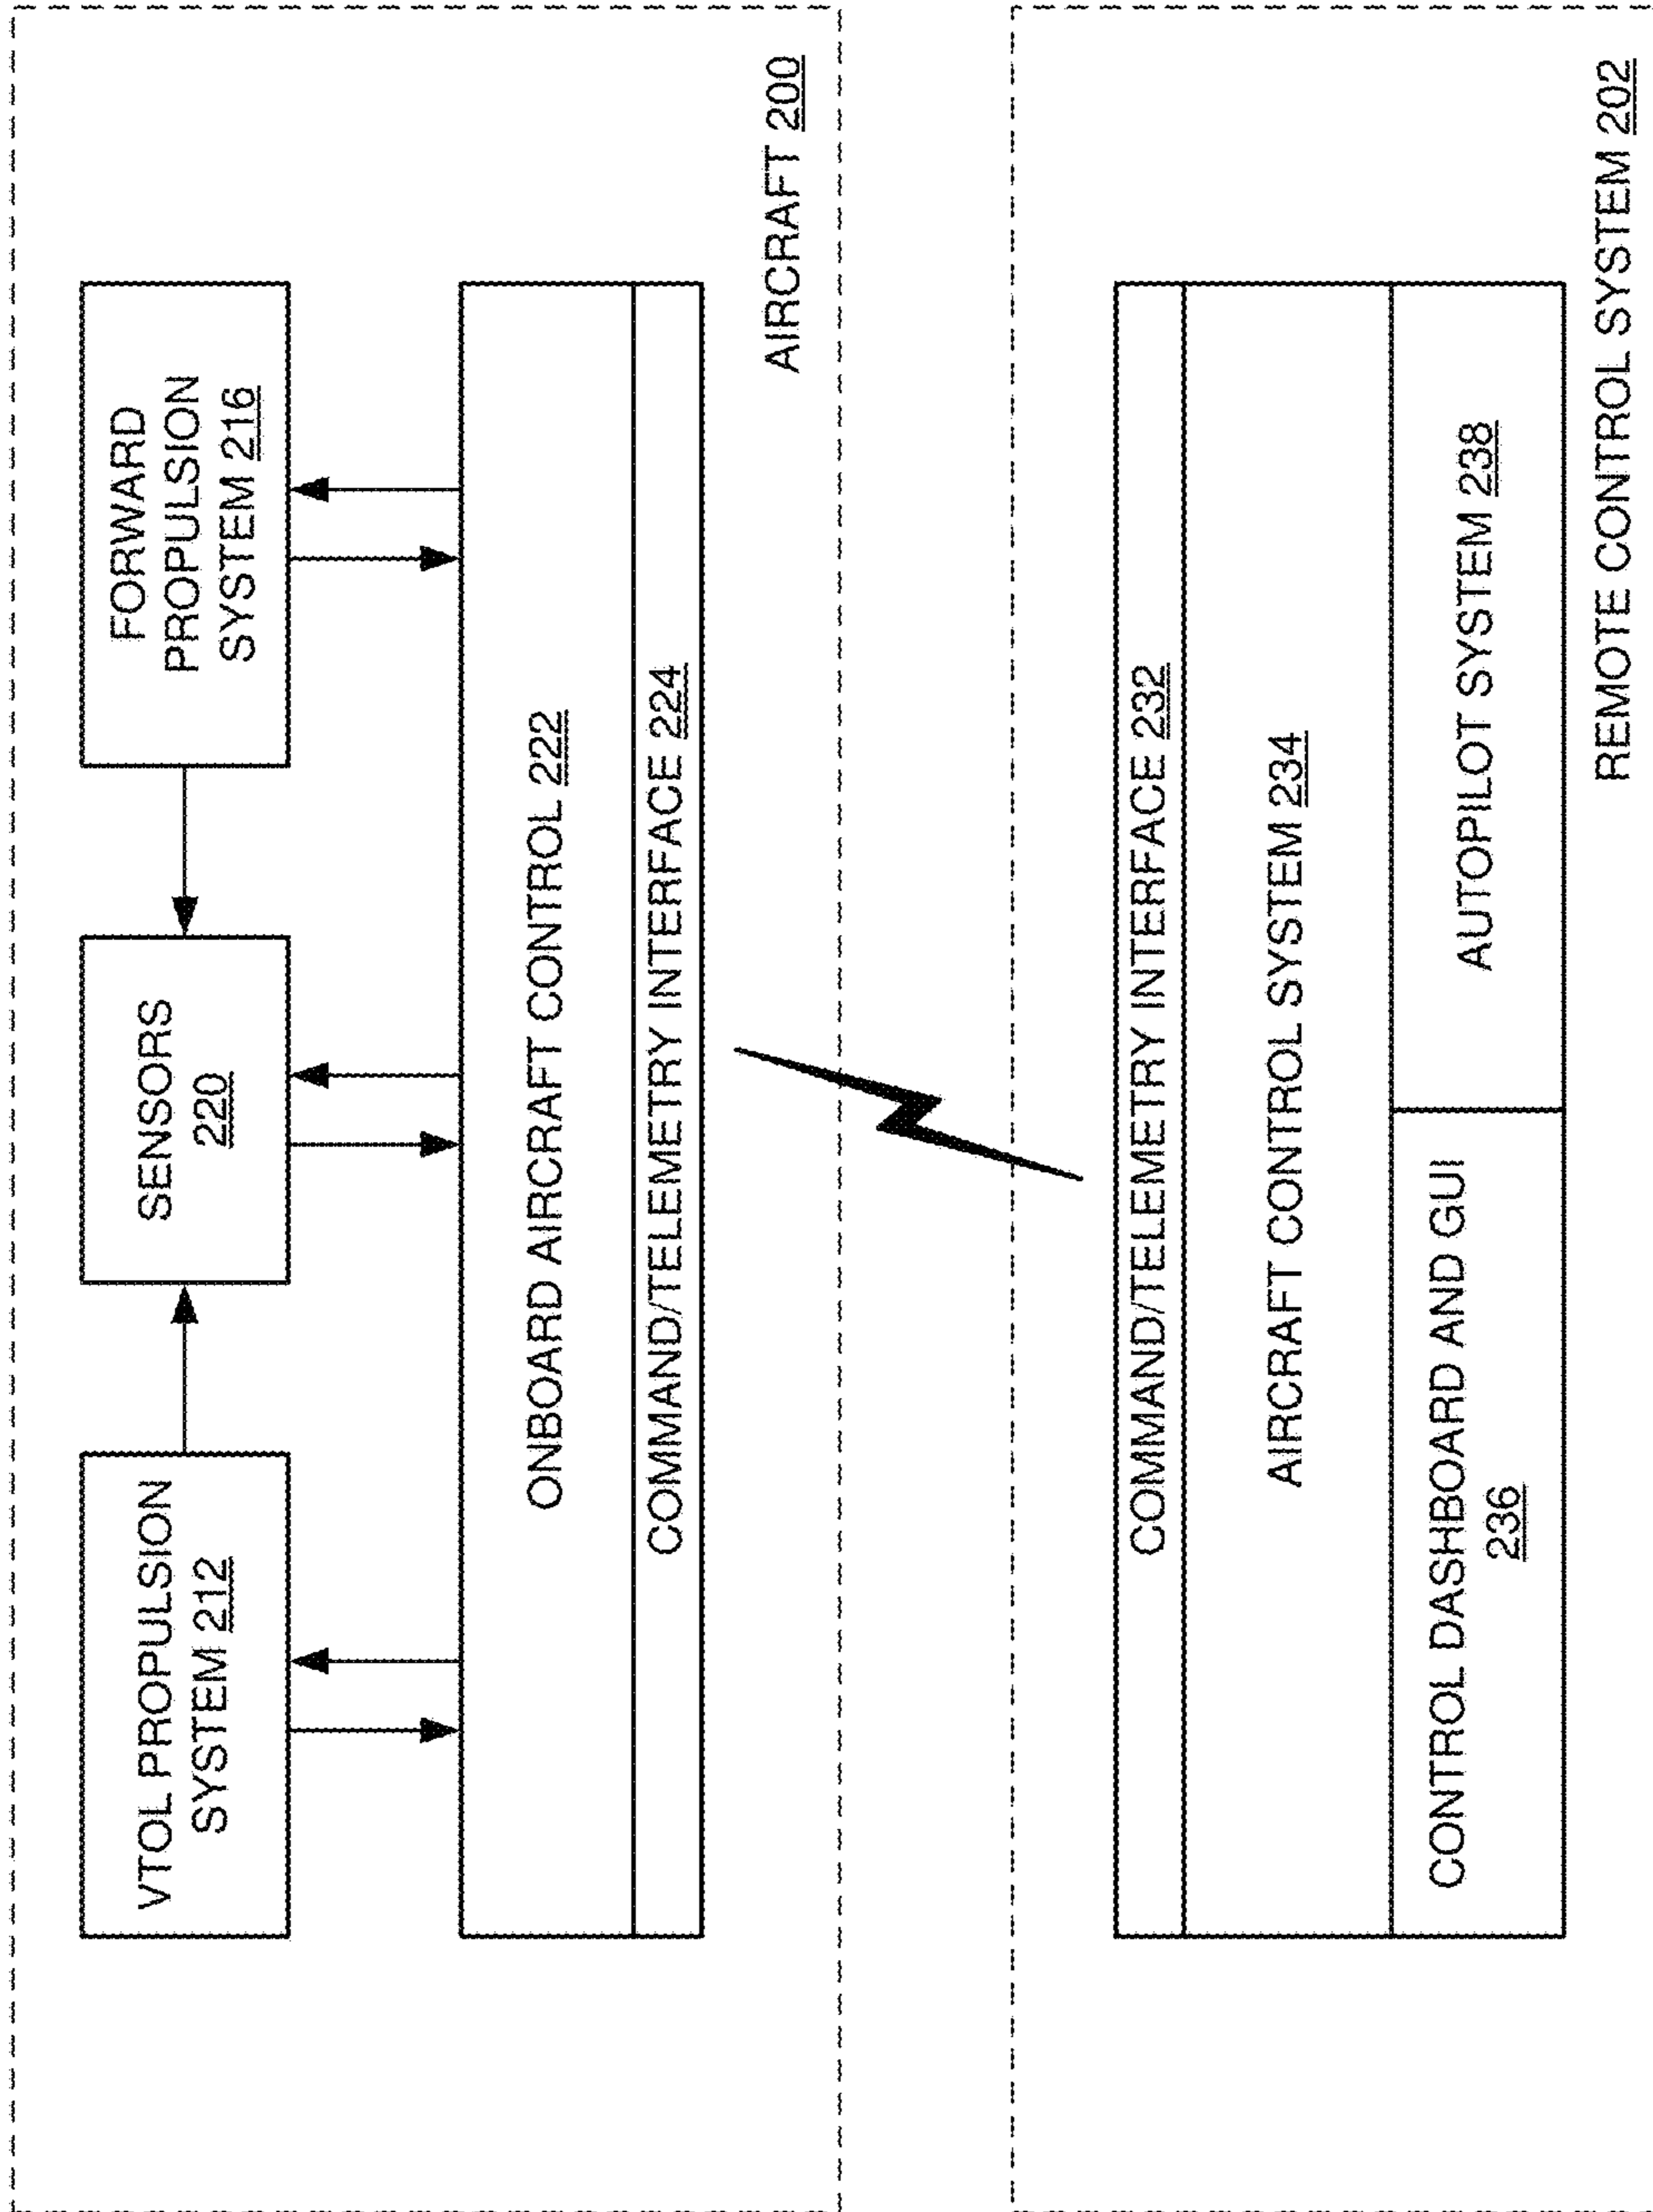 VTOL PROPULSION
SYSTEM 212
SENSORS
220
FORWARD
PROPULSION
SYSTEM 216
ONBOARD AIRCRAFT CONTROL 222
COMMAND/TELEMETRY INTERFACE 224
AIRCRAFT 200
COMMAND/TELEMETRY INTERFACE 232
AIRCRAFT CONTROL SYSTEM 234
CONTROL DASHBOARD AND GUI
236
AUTOPILOT SYSTEM 238
REMOTE CONTROL SYSTEM 202